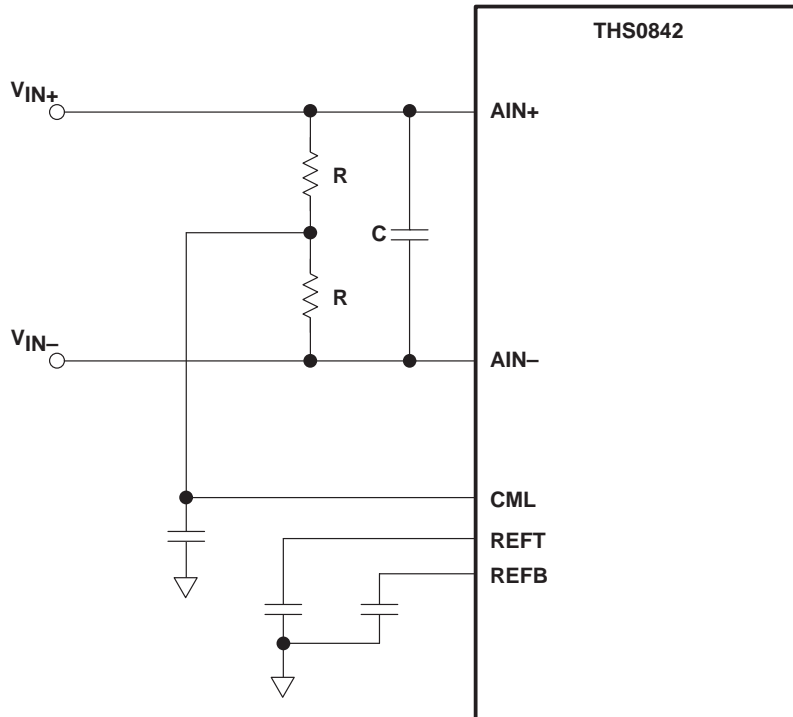 THS0842
VIN+
AIN+
R
C
R
VIN–
AIN–
CML
REFT
REFB